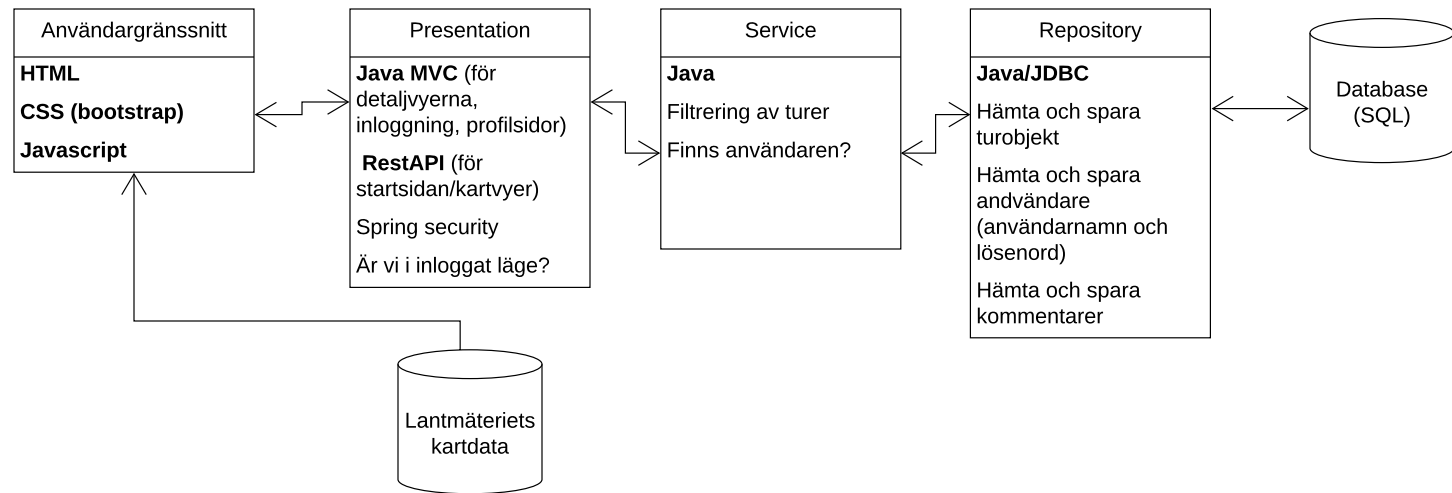 Användargränssnitt
HTML
CSS (bootstrap)
Javascript
Presentation
Java MVC (för
detaljvyerna,
inloggning, profilsidor)
RestAPI (för
startsidan/kartvyer)
Spring security
Är vi i inloggat läge?
Service
Java
Filtrering av turer
Finns användaren?
Repository
Java/JDBC
Hämta och spara
turobjekt
Hämta och spara
andvändare
(användarnamn och
lösenord)
Hämta och spara
kommentarer
Database
(SQL)
Lantmäteriets
kartdata